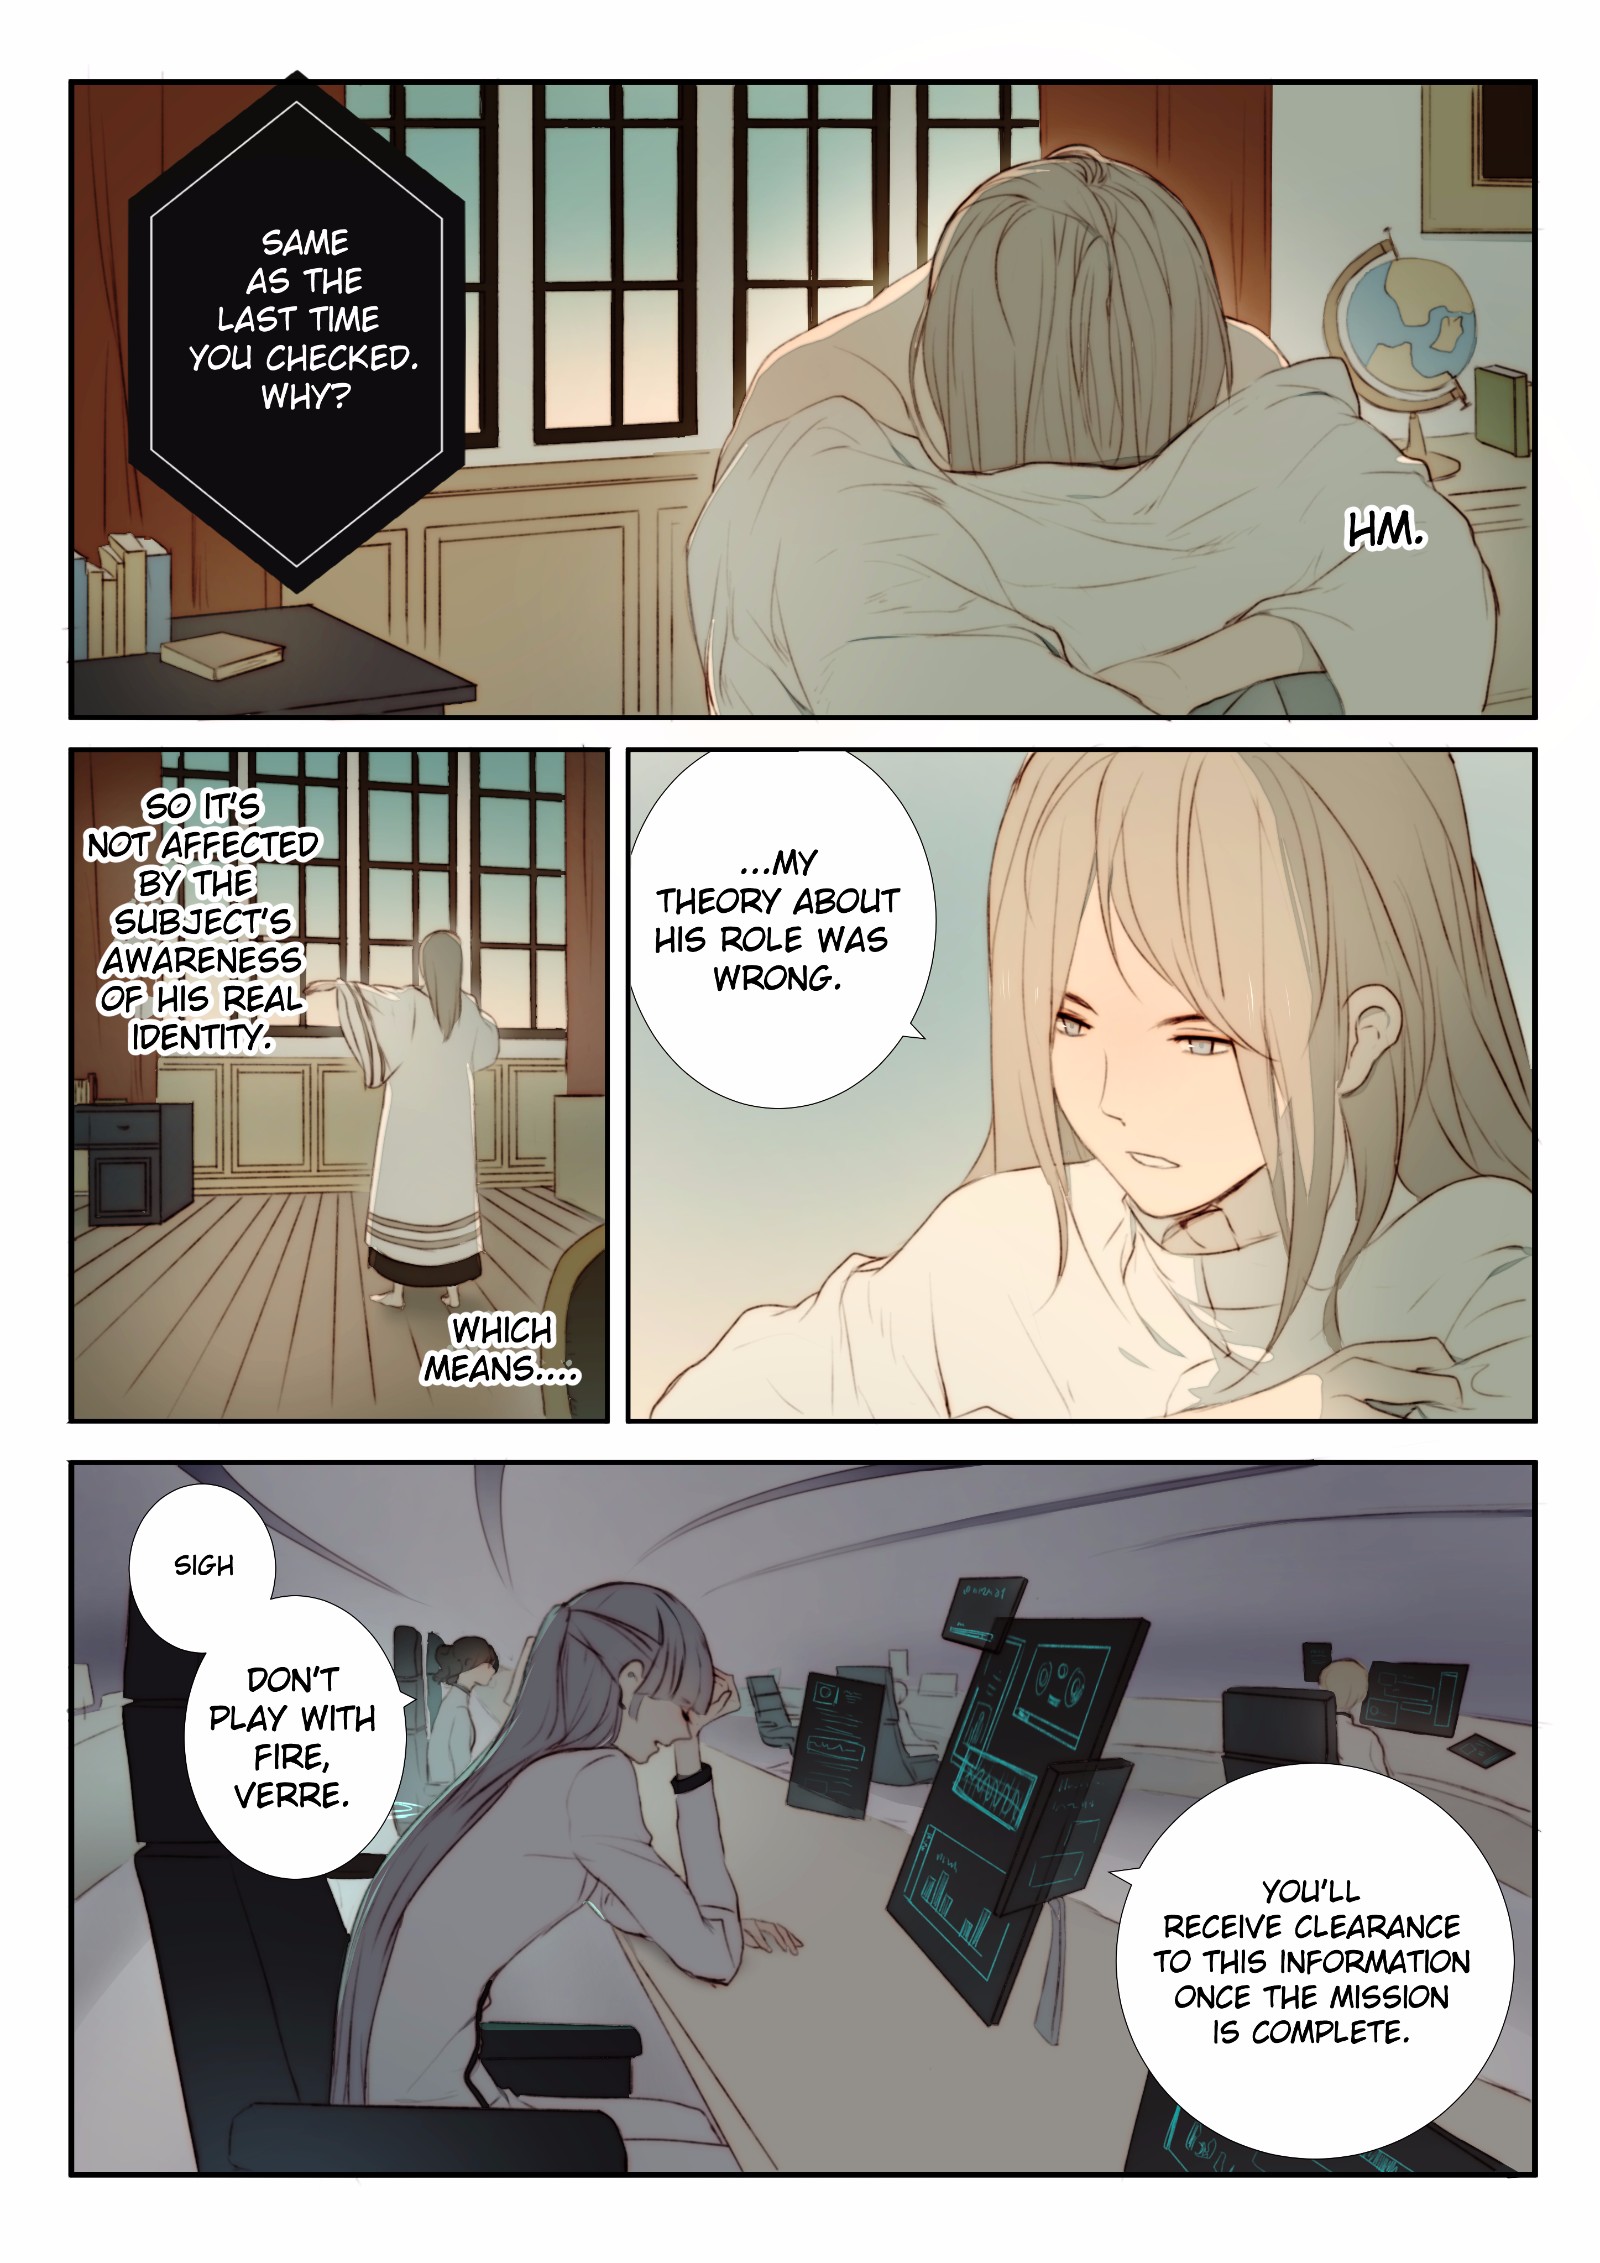 SAME
AS THE
LAST TIME
YOU CHECKED.
WHY?
HM.
SO IT'S
NOT AFFECTED
BY THE
SUBJECT'S
AWARENESS
OF HIS REAL
IDENTITY.
WHICH
MEANS....
...MY
THEORY ABOUT
HIS ROLE WAS
WRONG.
SIGH
DON'T
PLAY WITH
FIRE,
VERRE.
YOU'LL
RECEIVE CLEARANCE
TO THIS INFORMATION
ONCE THE MISSION
IS COMPLETE.